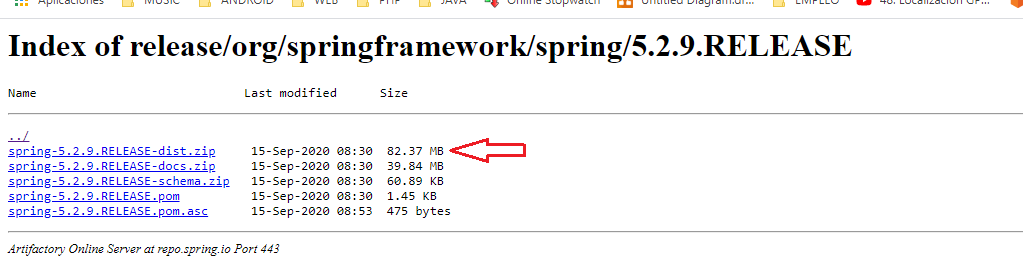 Aplicaciones MUSIC ANDROID WEB PHP JAVA Online Stopwatch Untitled Diagram.dr... EMPLEO 48. Localización GP...
Index of release/org/springframework/spring/5.2.9.RELEASE
Name Last modified Size
../
spring-5.2.9.RELEASE-dist.zip 15-Sep-2020 08:30 82.37 MB
spring-5.2.9.RELEASE-docs.zip 15-Sep-2020 08:30 39.84 MB
spring-5.2.9.RELEASE-schema.zip 15-Sep-2020 08:30 60.89 KB
spring-5.2.9.RELEASE.pom 15-Sep-2020 08:30 1.45 KB
spring-5.2.9.RELEASE.pom.asc 15-Sep-2020 08:53 475 bytes
Artifactory Online Server at repo.spring.io Port 443